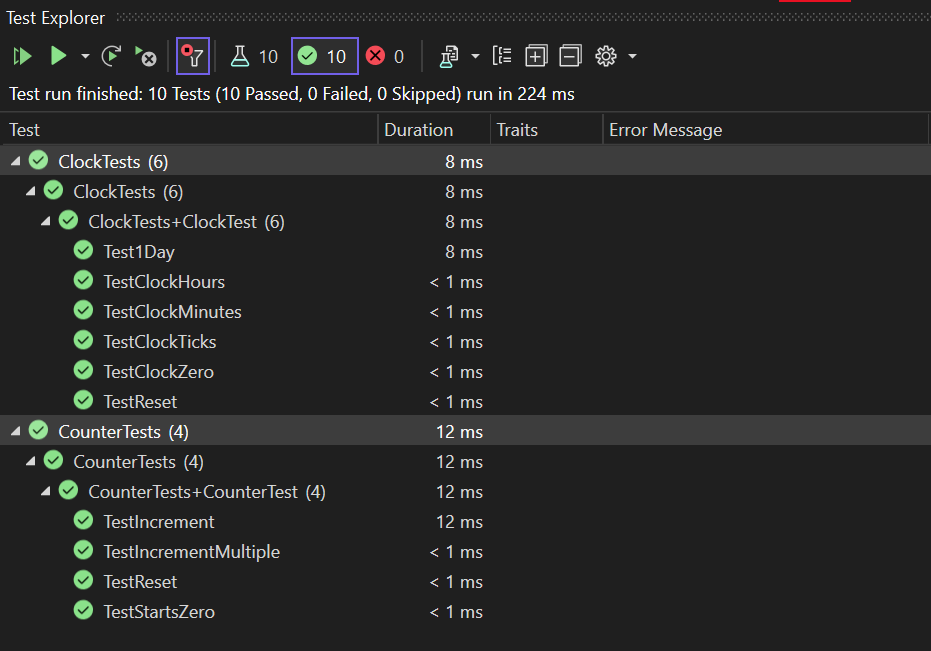 Test Explorer
10 10 0
Test run finished: 10 Tests (10 Passed, 0 Failed, 0 Skipped) run in 224 ms
Test Duration Traits Error Message
ClockTests (6) 8 ms
ClockTests (6) 8 ms
ClockTests+ClockTest (6) 8 ms
Test1Day 8 ms
TestClockHours < 1 ms
TestClockMinutes < 1 ms
TestClockTicks < 1 ms
TestClockZero < 1 ms
TestReset < 1 ms
CounterTests (4) 12 ms
CounterTests (4) 12 ms
CounterTests+CounterTest (4) 12 ms
TestIncrement 12 ms
TestIncrementMultiple < 1 ms
TestReset < 1 ms
TestStartsZero < 1 ms